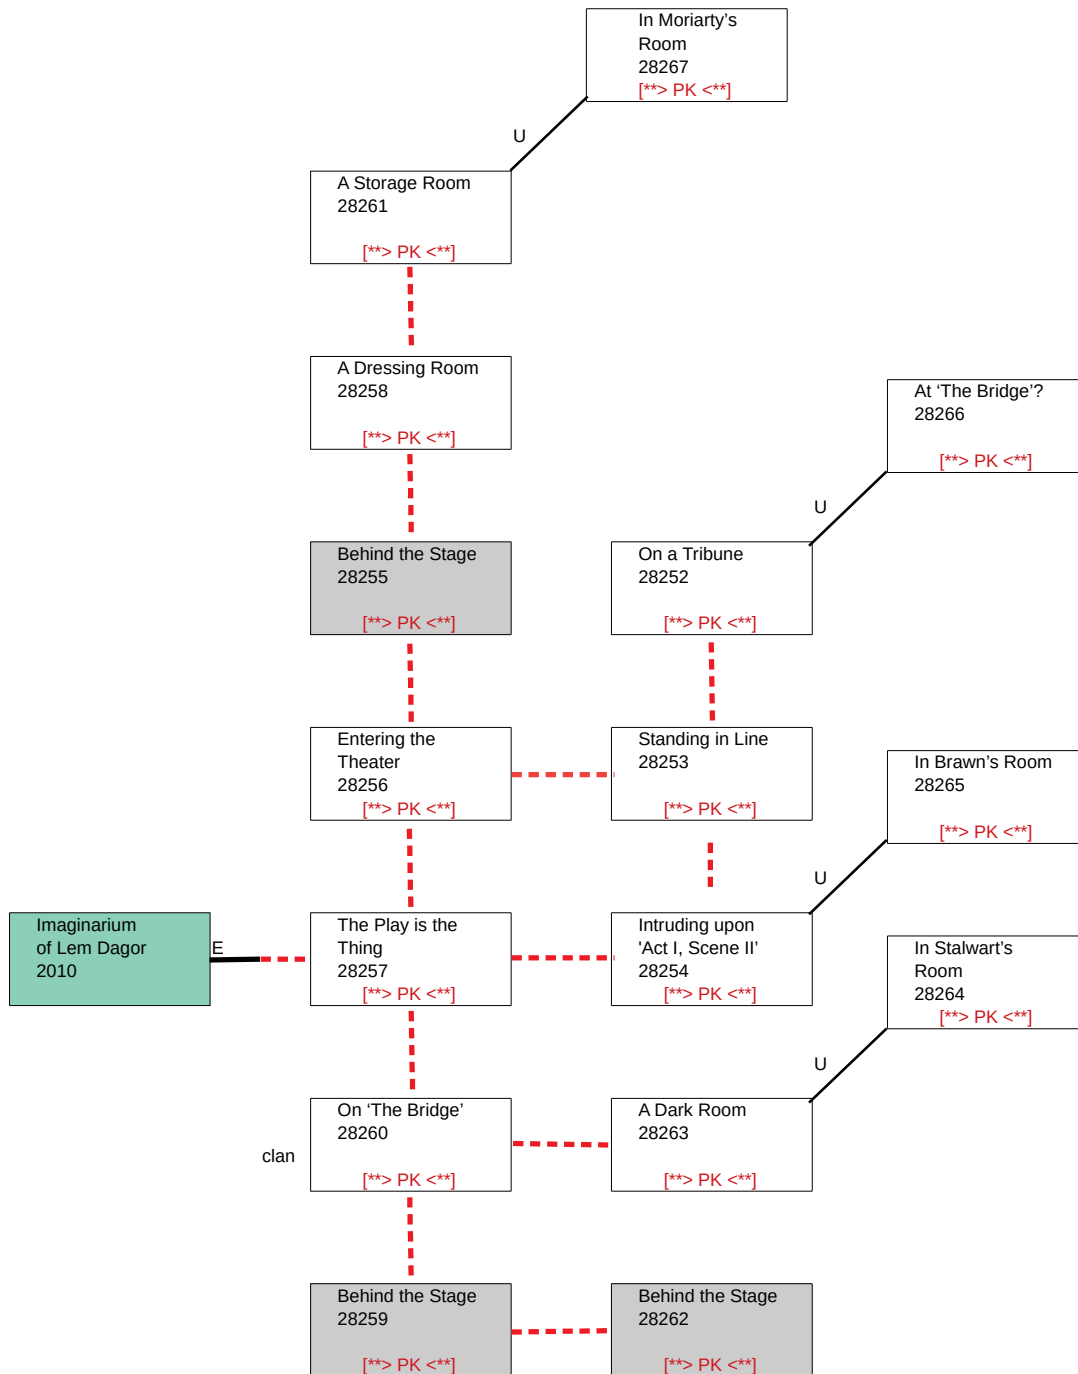 In Moriarty’s
Room
28267
[**> PK <**]
U
A Storage Room
28261
[**> PK <**]
A Dressing Room
28258
[**> PK <**]
At ‘The Bridge’?
28266
[**> PK <**]
U
Behind the Stage
28255
[**> PK <**]
On a Tribune
28252
[**> PK <**]
Entering the
Theater
28256
[**> PK <**]
Standing in Line
28253
[**> PK <**]
In Brawn’s Room
28265
[**> PK <**]
U
Imaginarium
of Lem Dagor
2010
E
The Play is the
Thing
28257
[**> PK <**]
Intruding upon
'Act I, Scene II’
28254
[**> PK <**]
In Stalwart’s
Room
28264
[**> PK <**]
U
clan
On ‘The Bridge’
28260
[**> PK <**]
A Dark Room
28263
[**> PK <**]
Behind the Stage
28259
[**> PK <**]
Behind the Stage
28262
[**> PK <**]